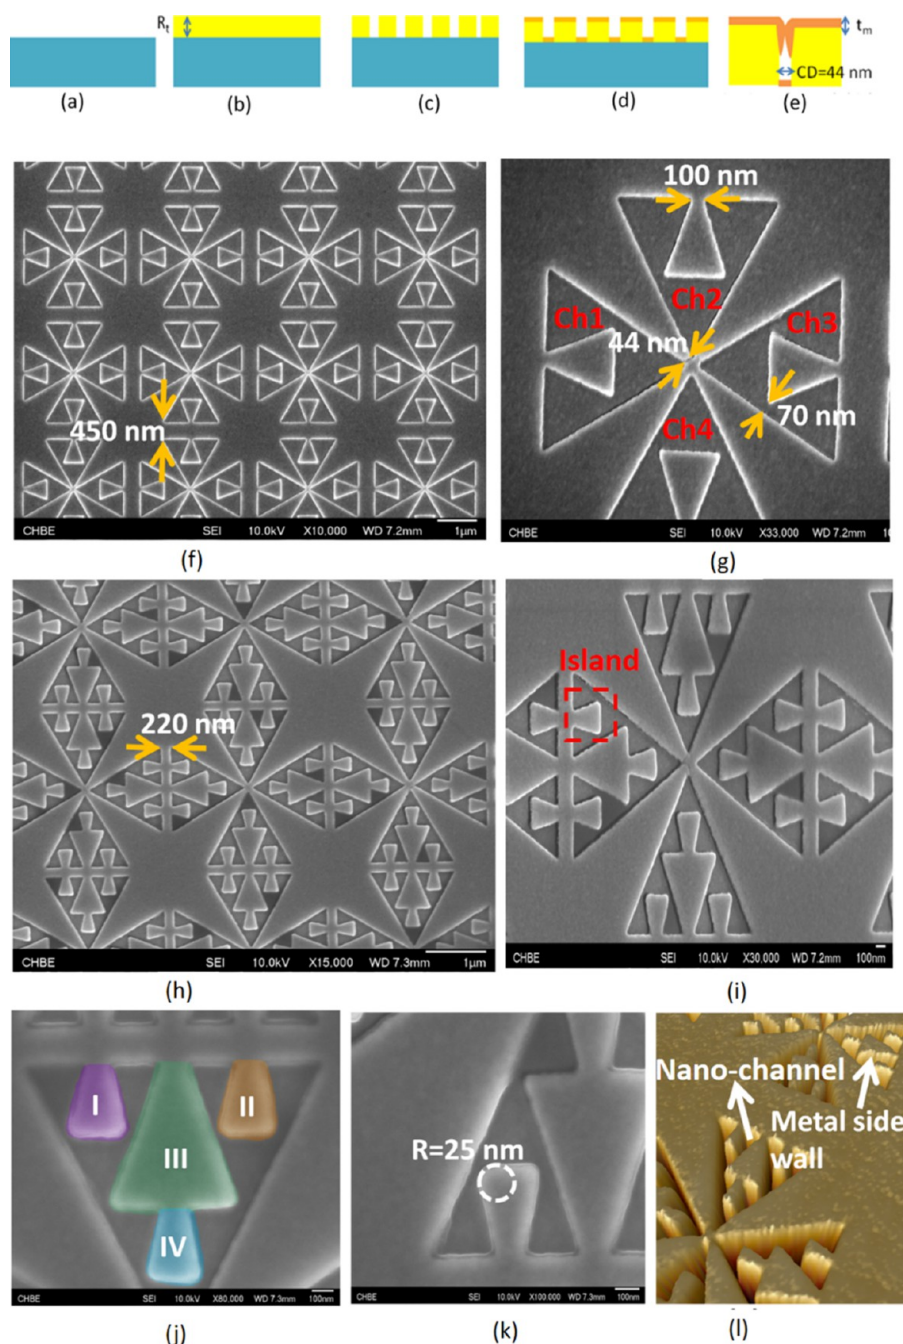 Rt
tm
CD=44 nm
(a)
(b)
(c)
(d)
(e)
450 nm
CHBE SEI 10.0kV X10,000 WD 7.2mm 1µm
(f)
100 nm
Ch1
Ch2
Ch3
44 nm
70 nm
Ch4
CHBE SEI 10.0kV X33,000 WD 7.2mm
(g)
220 nm
CHBE SEI 10.0kV X15,000 WD 7.3mm 1µm
(h)
Island
CHBE SEI 10.0kV X30,000 WD 7.2mm 100nm
(i)
I
II
III
IV
CHBE SEI 10.0kV X80,000 WD 7.3mm 100nm
(j)
R=25 nm
CHBE SEI 10.0kV X100,000 WD 7.3mm 100nm
(k)
Nano-channel
Metal side
wall
(l)